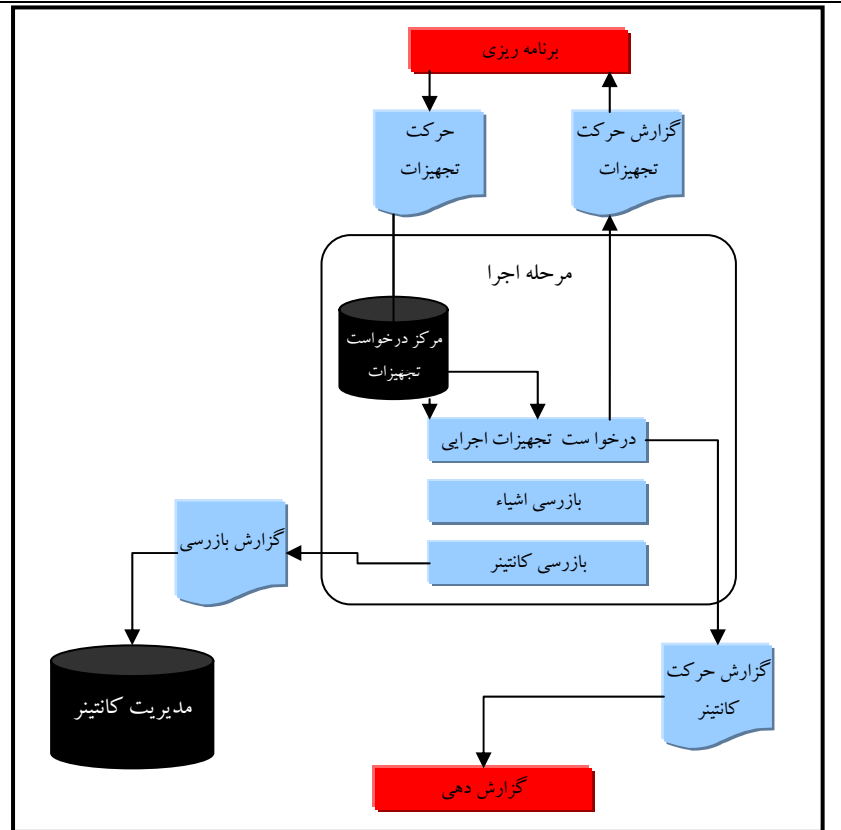 برنامه ریزی
حرکت
تجهیزات
گزارش حرکت
تجهیزات
مرحله اجرا
مرکز درخواست
تجهیزات
درخوا ست تجهیزات اجرایی
بازرسی اشیاء
بازرسی کانتینر
گزارش بازرسی
مدیریت کانتینر
گزارش حرکت
کانتینر
گزارش دهی